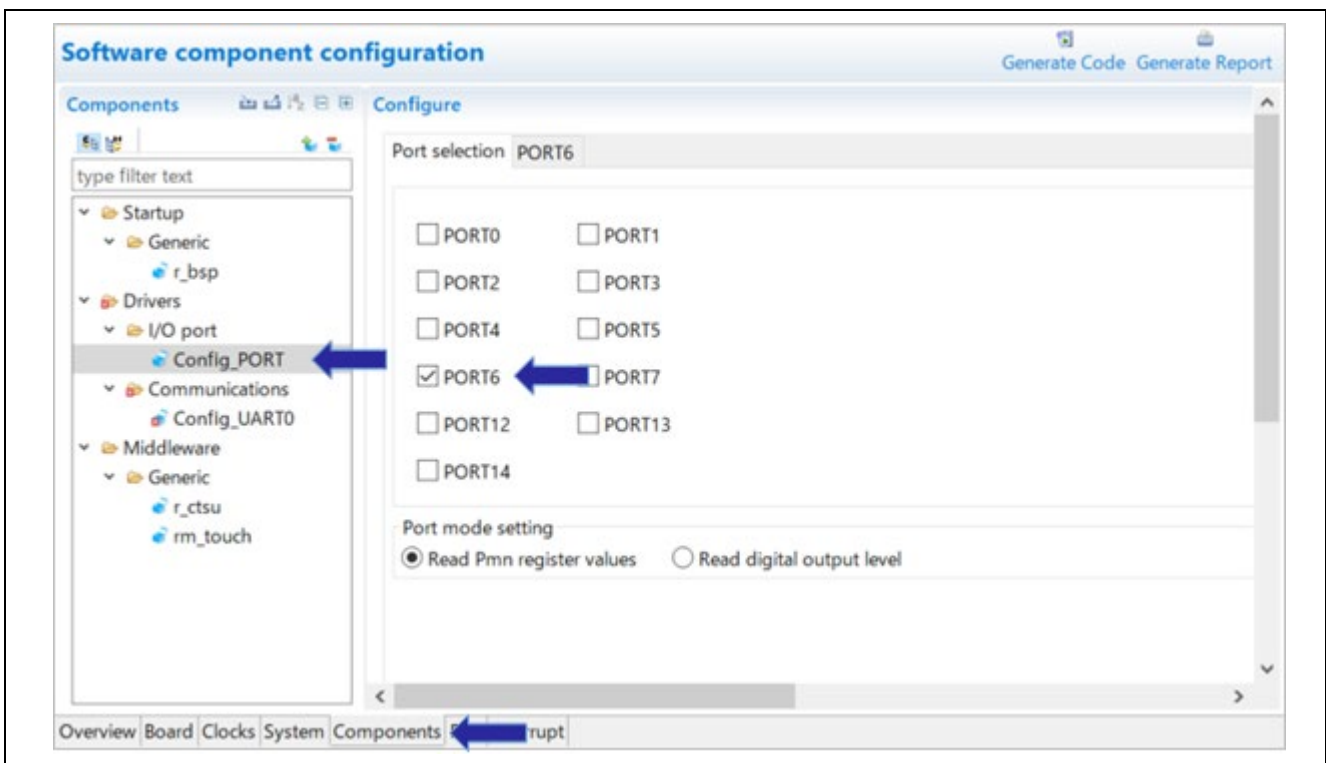 Software component configuration
Generate Code Generate Report
Components
Configure
type filter text
Port selection PORT6
Startup
Generic
r_bsp
Drivers
I/O port
Config_PORT
Communications
Config_UART0
Middleware
Generic
r_ctsu
rm_touch
PORT0 PORT1
PORT2 PORT3
PORT4 PORT5
PORT6 PORT7
PORT12 PORT13
PORT14
Port mode setting
Read Pmn register values Read digital output level
Overview Board Clocks System Components rrupt